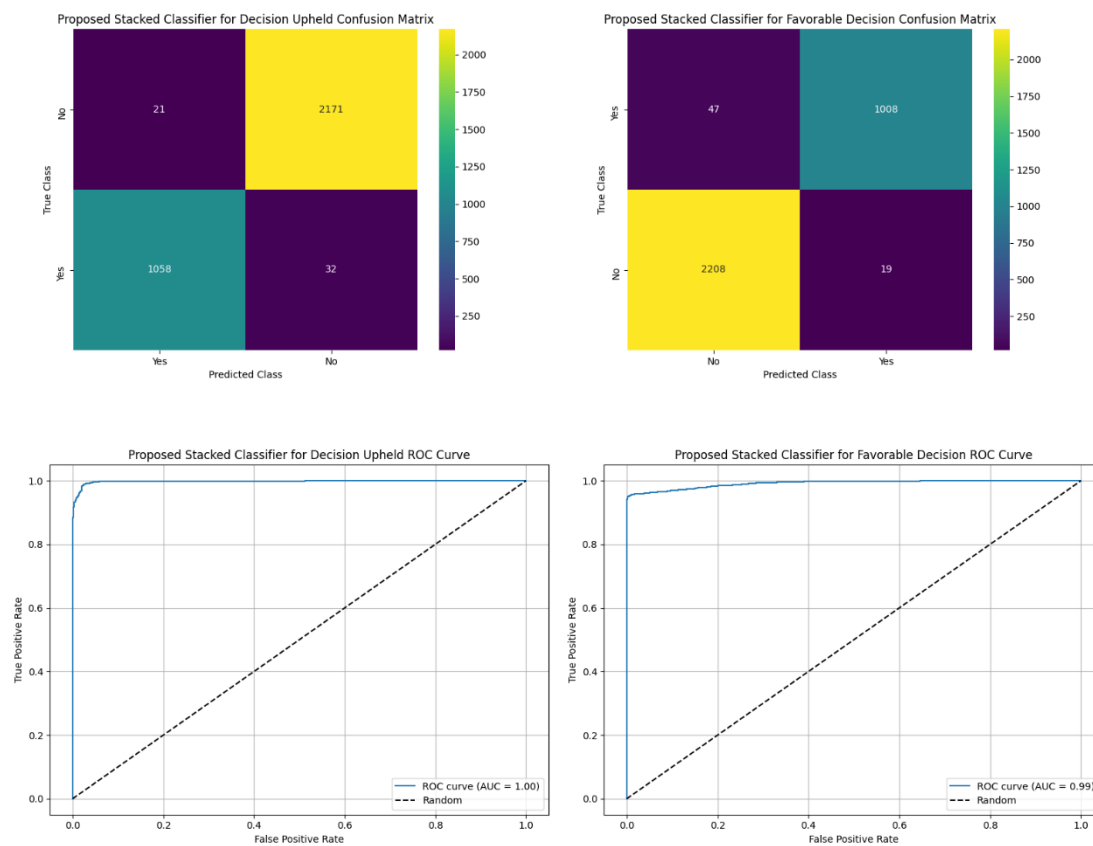 Proposed Stacked Classifier for Decision Upheld Confusion Matrix
No
Yes
True Class
21
2171
1058
32
Yes
No
Predicted Class
2000
1750
1500
1250
1000
750
500
250
Proposed Stacked Classifier for Favorable Decision Confusion Matrix
Yes
No
True Class
47
1008
2208
19
No
Yes
Predicted Class
2000
1750
1500
1250
1000
750
500
250
Proposed Stacked Classifier for Decision Upheld ROC Curve
1.0
0.8
0.6
0.4
0.2
0.0
True Positive Rate
ROC curve (AUC = 1.00)
Random
0.0
0.2
0.4
0.6
0.8
1.0
False Positive Rate
Proposed Stacked Classifier for Favorable Decision ROC Curve
1.0
0.8
0.6
0.4
0.2
0.0
True Positive Rate
ROC curve (AUC = 0.99)
Random
0.0
0.2
0.4
0.6
0.8
1.0
False Positive Rate